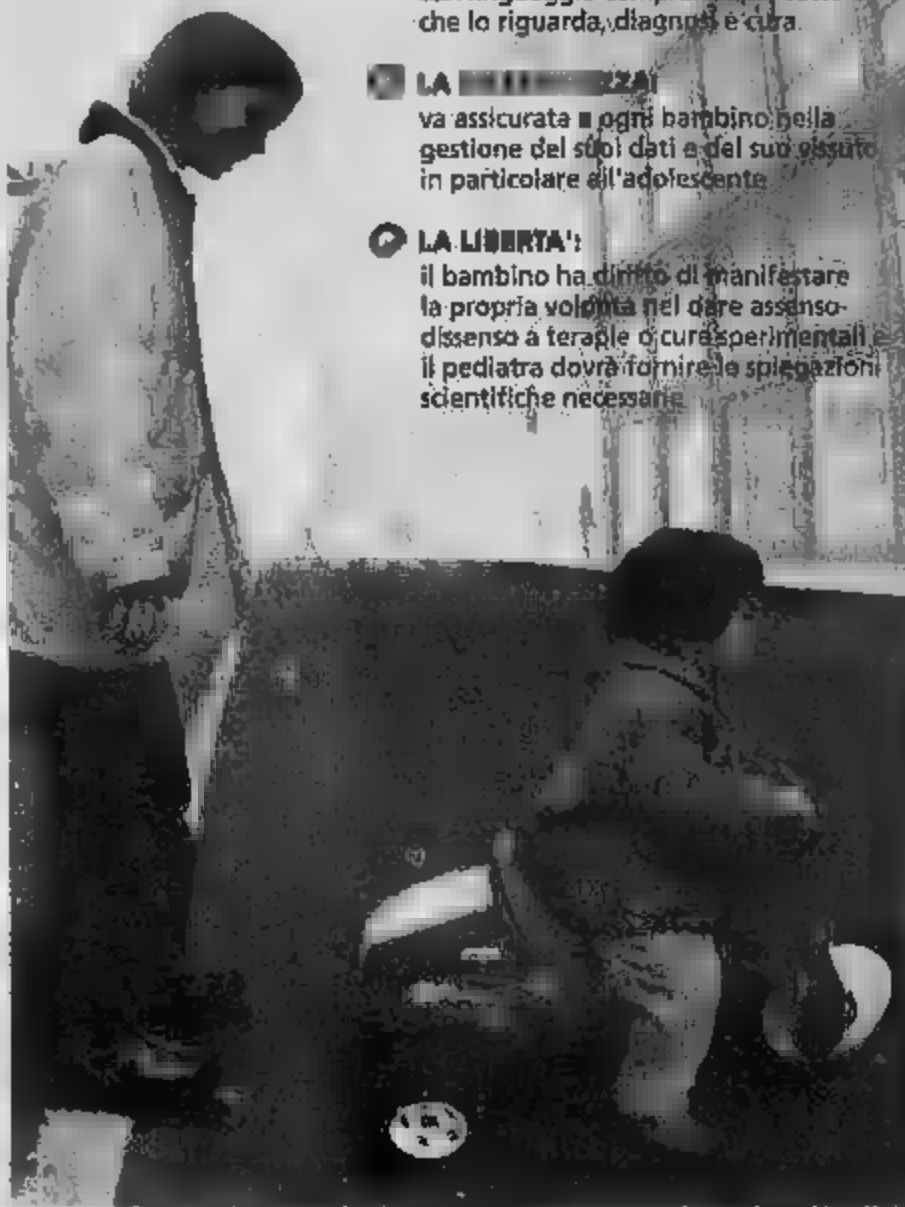 che lo riguarda, diagnosi e cura.
LA
va assicurata a ogni bambino nella
gestione dei suoi dati e del suo vissuto
in particolare all'adolescente
LA LIBERTA':
il bambino ha diritto di manifestare
la propria volontà nel dare assenso-
dissenso a terapie o cure sperimentali e
il pediatra dovrà fornire le spiegazioni
scientifiche necessarie